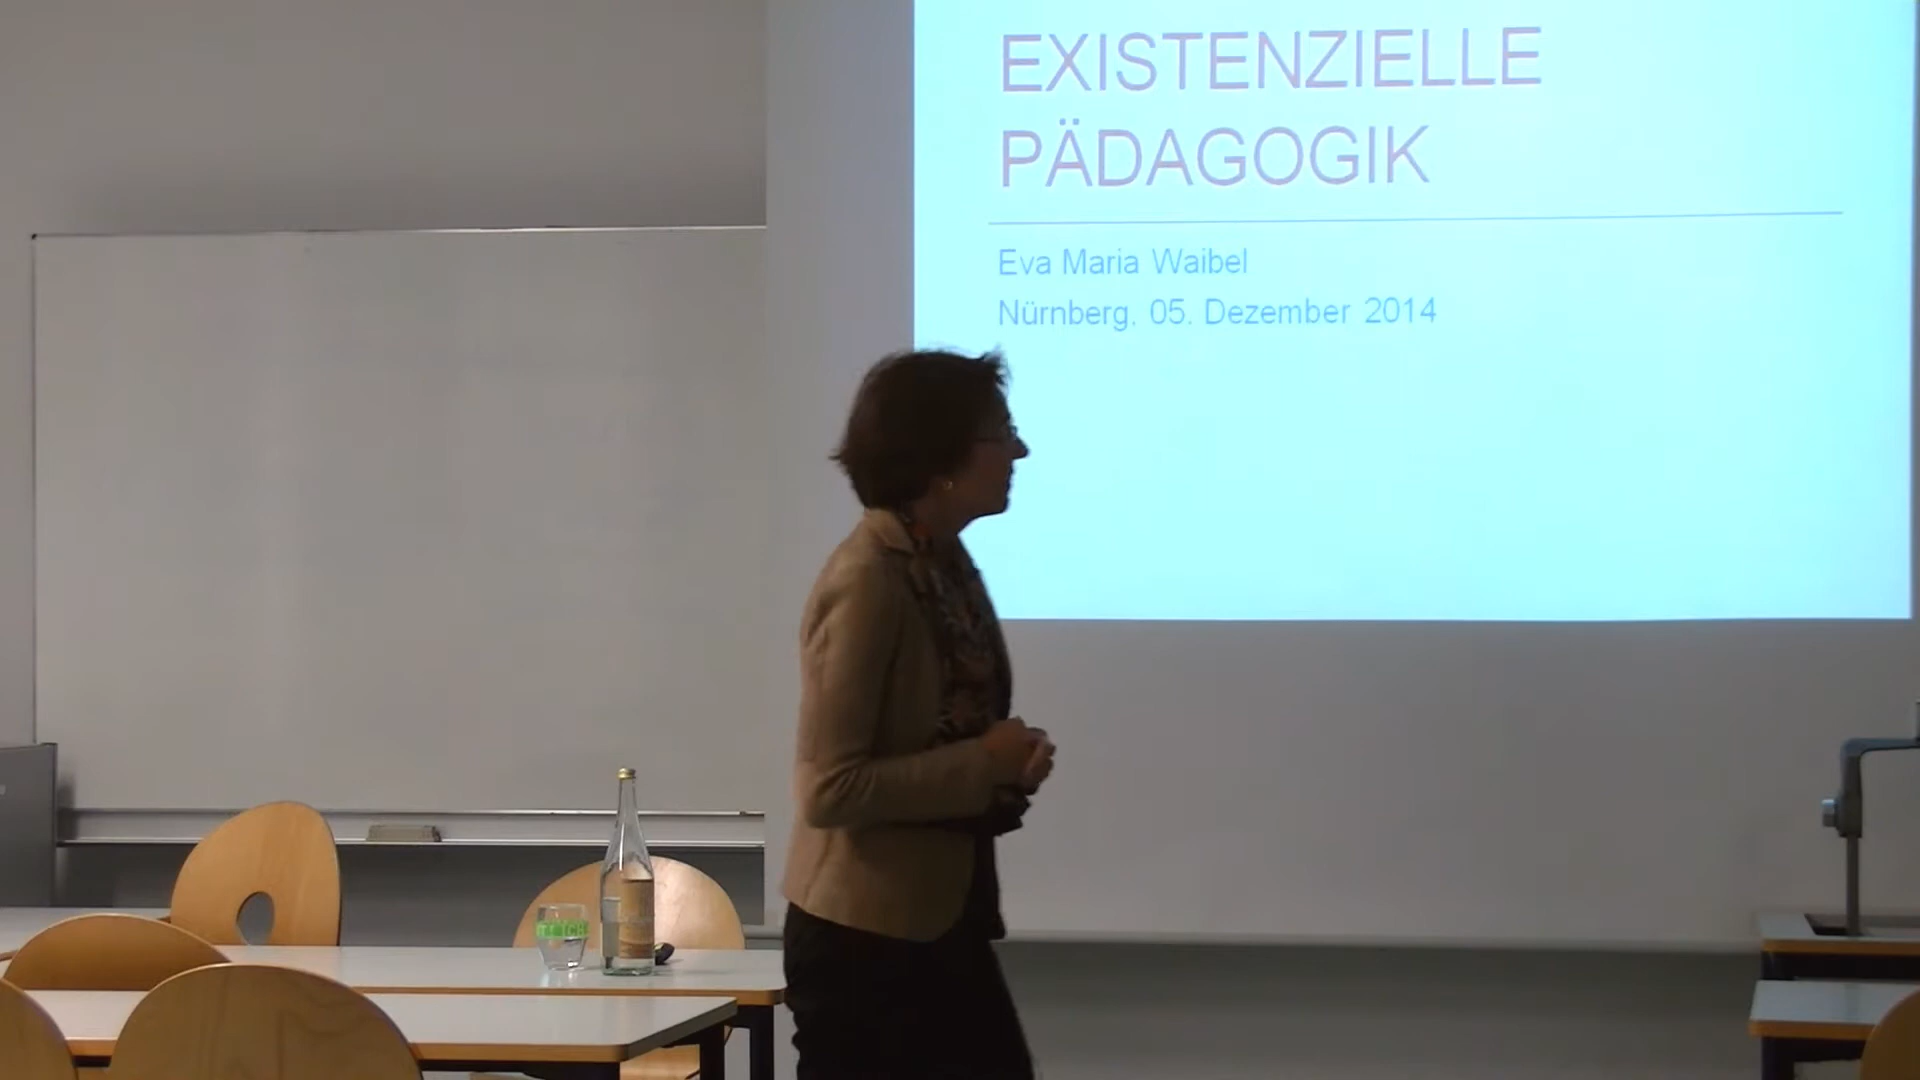 EXISTENZIELLE
PÄDAGOGIK
Eva Maria Waibel
Nürnberg, 05. Dezember 2014